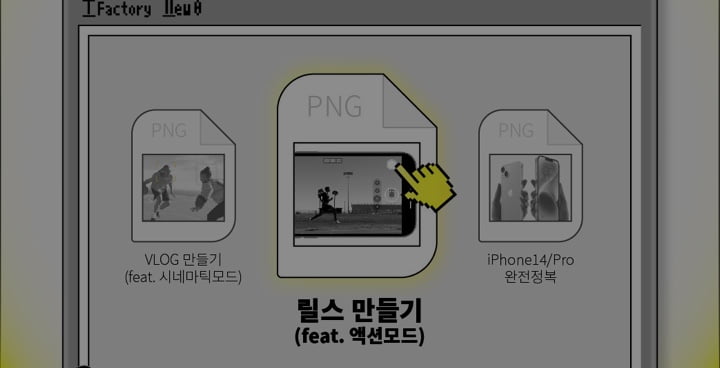 IFactory New
PNG
PNG
PNG
VLOG 만들기
(feat. 시네마틱모드)
릴스 만들기
(feat. 액션모드)
iPhone14/Pro
완전정복